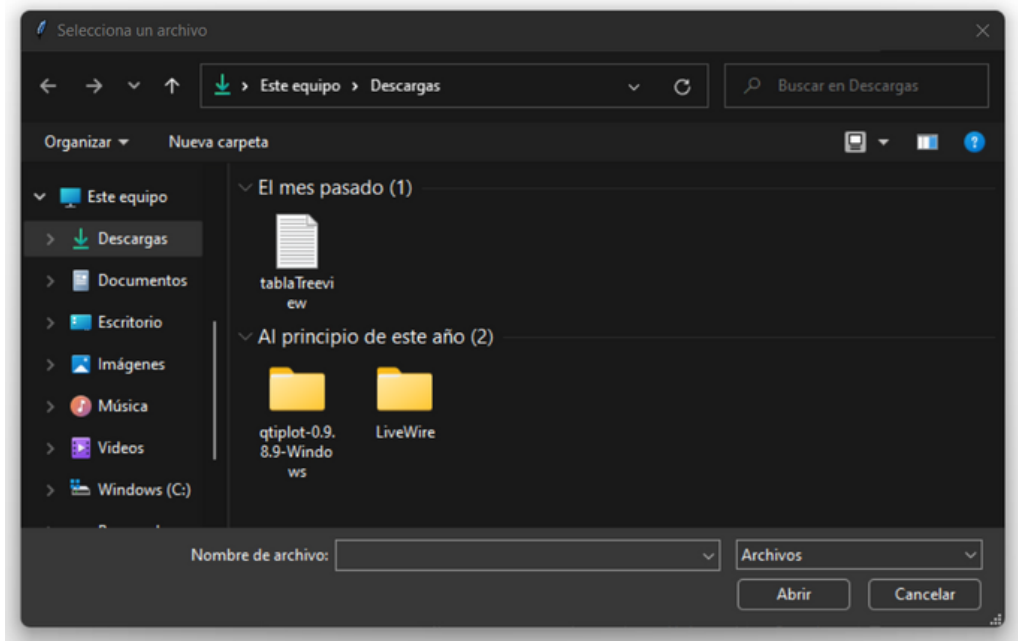 Selecciona un archivo
Este equipo > Descargas
Buscar en Descargas
Organizar
Nueva carpeta
Este equipo
Descargas
Documentos
Escritorio
Imágenes
Música
Videos
Windows (C:)
El mes pasado (1)
tablaTreevi
ew
Al principio de este año (2)
qtiplot-0.9.
8.9-Windo
ws
LiveWire
Nombre de archivo:
Archivos
Abrir
Cancelar